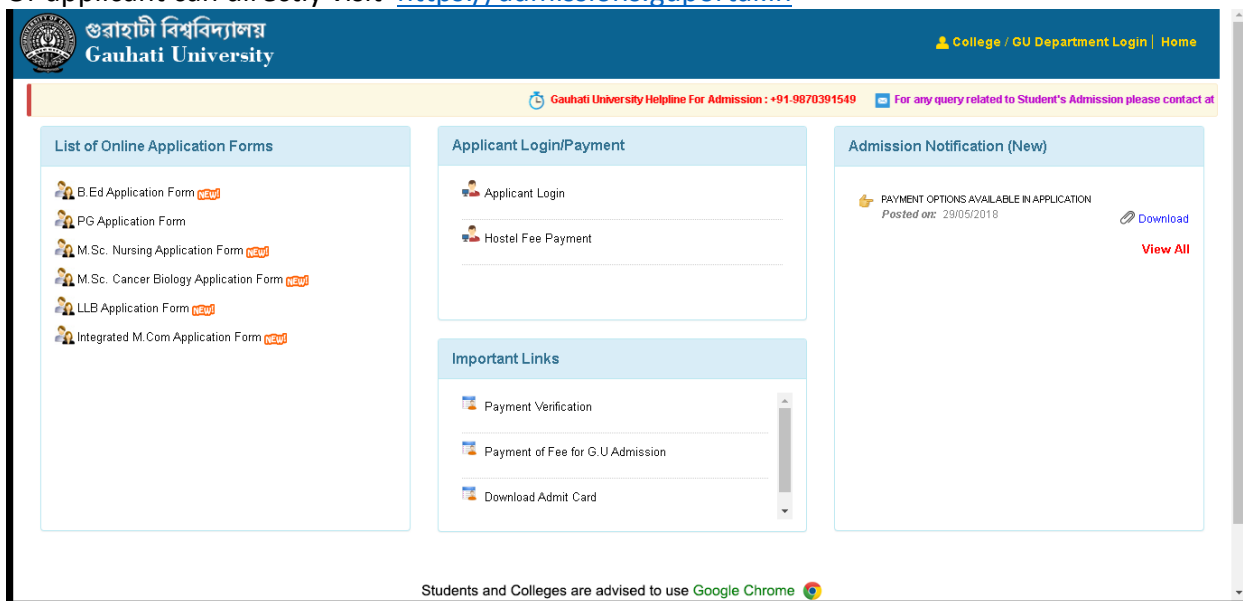 গুৱাহাটী বিশ্ববিদ্যালয়
Gauhati University
College / GU Department Login | Home
Gauhati University Helpline For Admission : +91-9870391549 For any query related to Student's Admission please contact at
List of Online Application Forms
B.Ed Application Form NEW!
PG Application Form
M.Sc. Nursing Application Form NEW!
M.Sc. Cancer Biology Application Form NEW!
LLB Application Form NEW!
Integrated M.Com Application Form NEW!
Applicant Login/Payment
Applicant Login
Hostel Fee Payment
Important Links
Payment Verification
Payment of Fee for G.U Admission
Download Admit Card
Admission Notification (New)
PAYMENT OPTIONS AVAILABLE IN APPLICATION
Posted on: 29/05/2018
Download
View All
Students and Colleges are advised to use Google Chrome